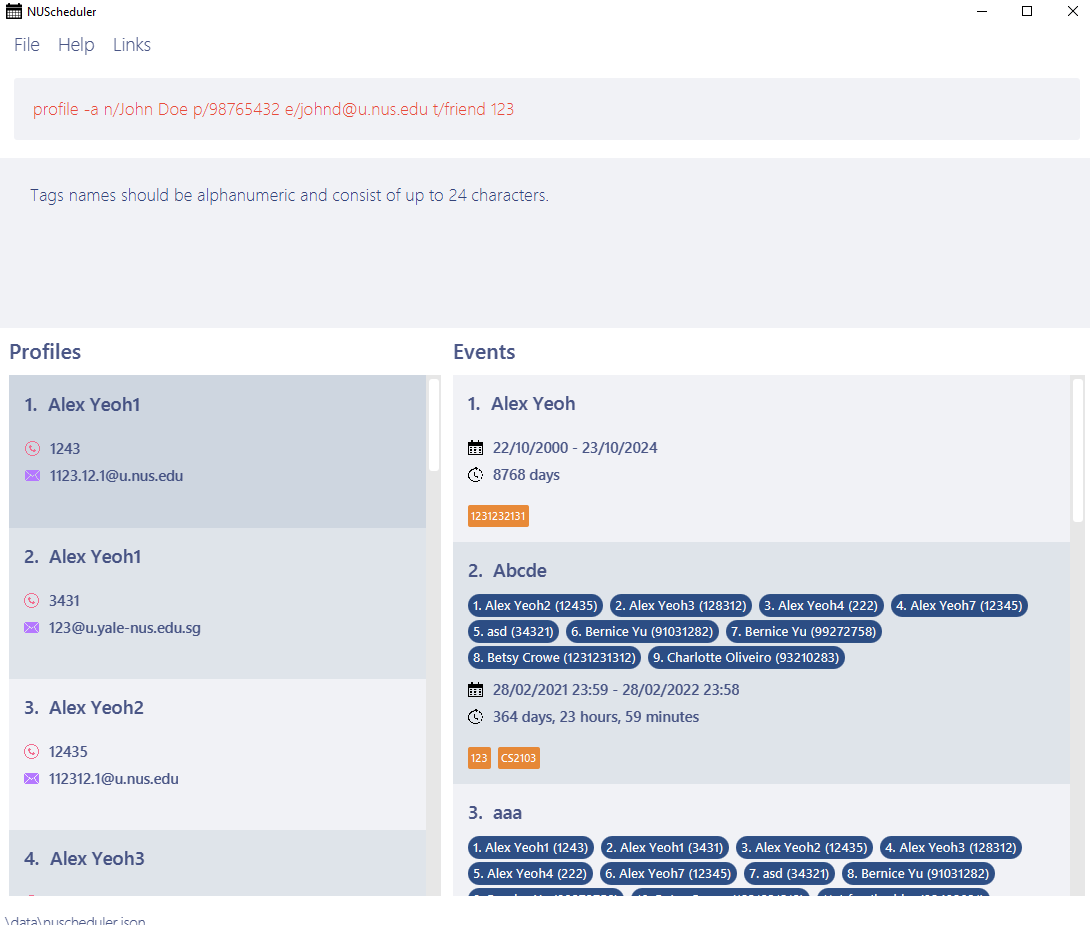 NUScheduler
File Help Links
profile -a n/John Doe p/98765432 e/johnd@u.nus.edu t/friend 123
Tags names should be alphanumeric and consist of up to 24 characters.
Profiles
1. Alex Yeoh1
1243
1123.12.1@u.nus.edu
2. Alex Yeoh1
3431
123@u.yale-nus.edu.sg
3. Alex Yeoh2
12435
112312.1@u.nus.edu
4. Alex Yeoh3
Events
1. Alex Yeoh
22/10/2000 - 23/10/2024
8768 days
1231232131
2. Abcde
1. Alex Yeoh2 (12435) 2. Alex Yeoh3 (128312) 3. Alex Yeoh4 (222) 4. Alex Yeoh7 (12345)
5. asd (34321) 6. Bernice Yu (91031282) 7. Bernice Yu (99272758)
8. Betsy Crowe (1231231312) 9. Charlotte Oliveiro (93210283)
28/02/2021 23:59 - 28/02/2022 23:58
364 days, 23 hours, 59 minutes
123 CS2103
3. aaa
1. Alex Yeoh1 (1243) 2. Alex Yeoh1 (3431) 3. Alex Yeoh2 (12435) 4. Alex Yeoh3 (128312)
5. Alex Yeoh4 (222) 6. Alex Yeoh7 (12345) 7. asd (34321) 8. Bernice Yu (91031282)
\data\nuscheduler.json